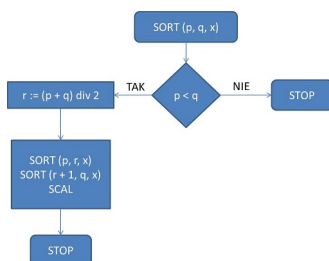 SORT (p, q, x)
p < q
TAK
NIE
r := (p + q) div 2
STOP
SORT (p, r, x)
SORT (r + 1, q, x)
SCAL
STOP